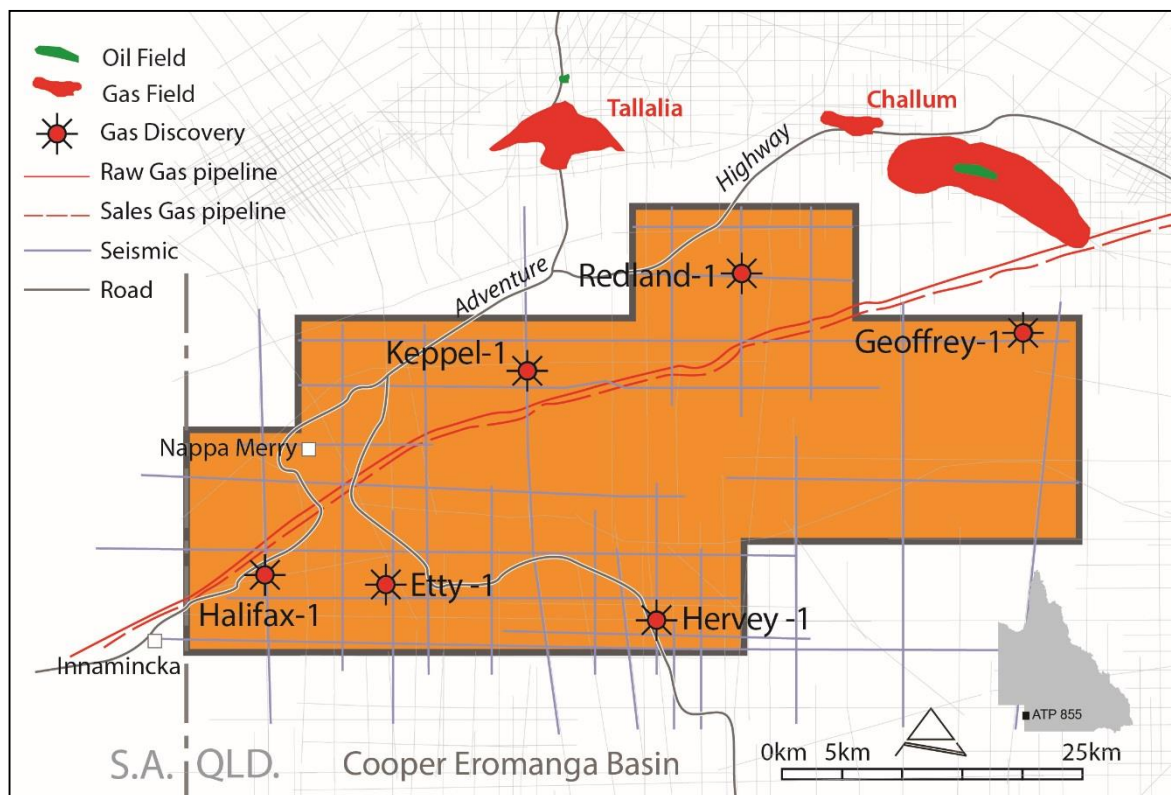 Oil Field
Gas Field
Gas Discovery
Raw Gas pipeline
Sales Gas pipeline
Seismic
Road
Tallalia
Challum
Adventure
Highway
Redland-1
Geoffrey-1
Keppel-1
Nappa Merry
Halifax-1
Etty -1
Hervey -1
Innamincka
S.A.
QLD.
Cooper Eromanga Basin
ATP 855
0km
5km
25km